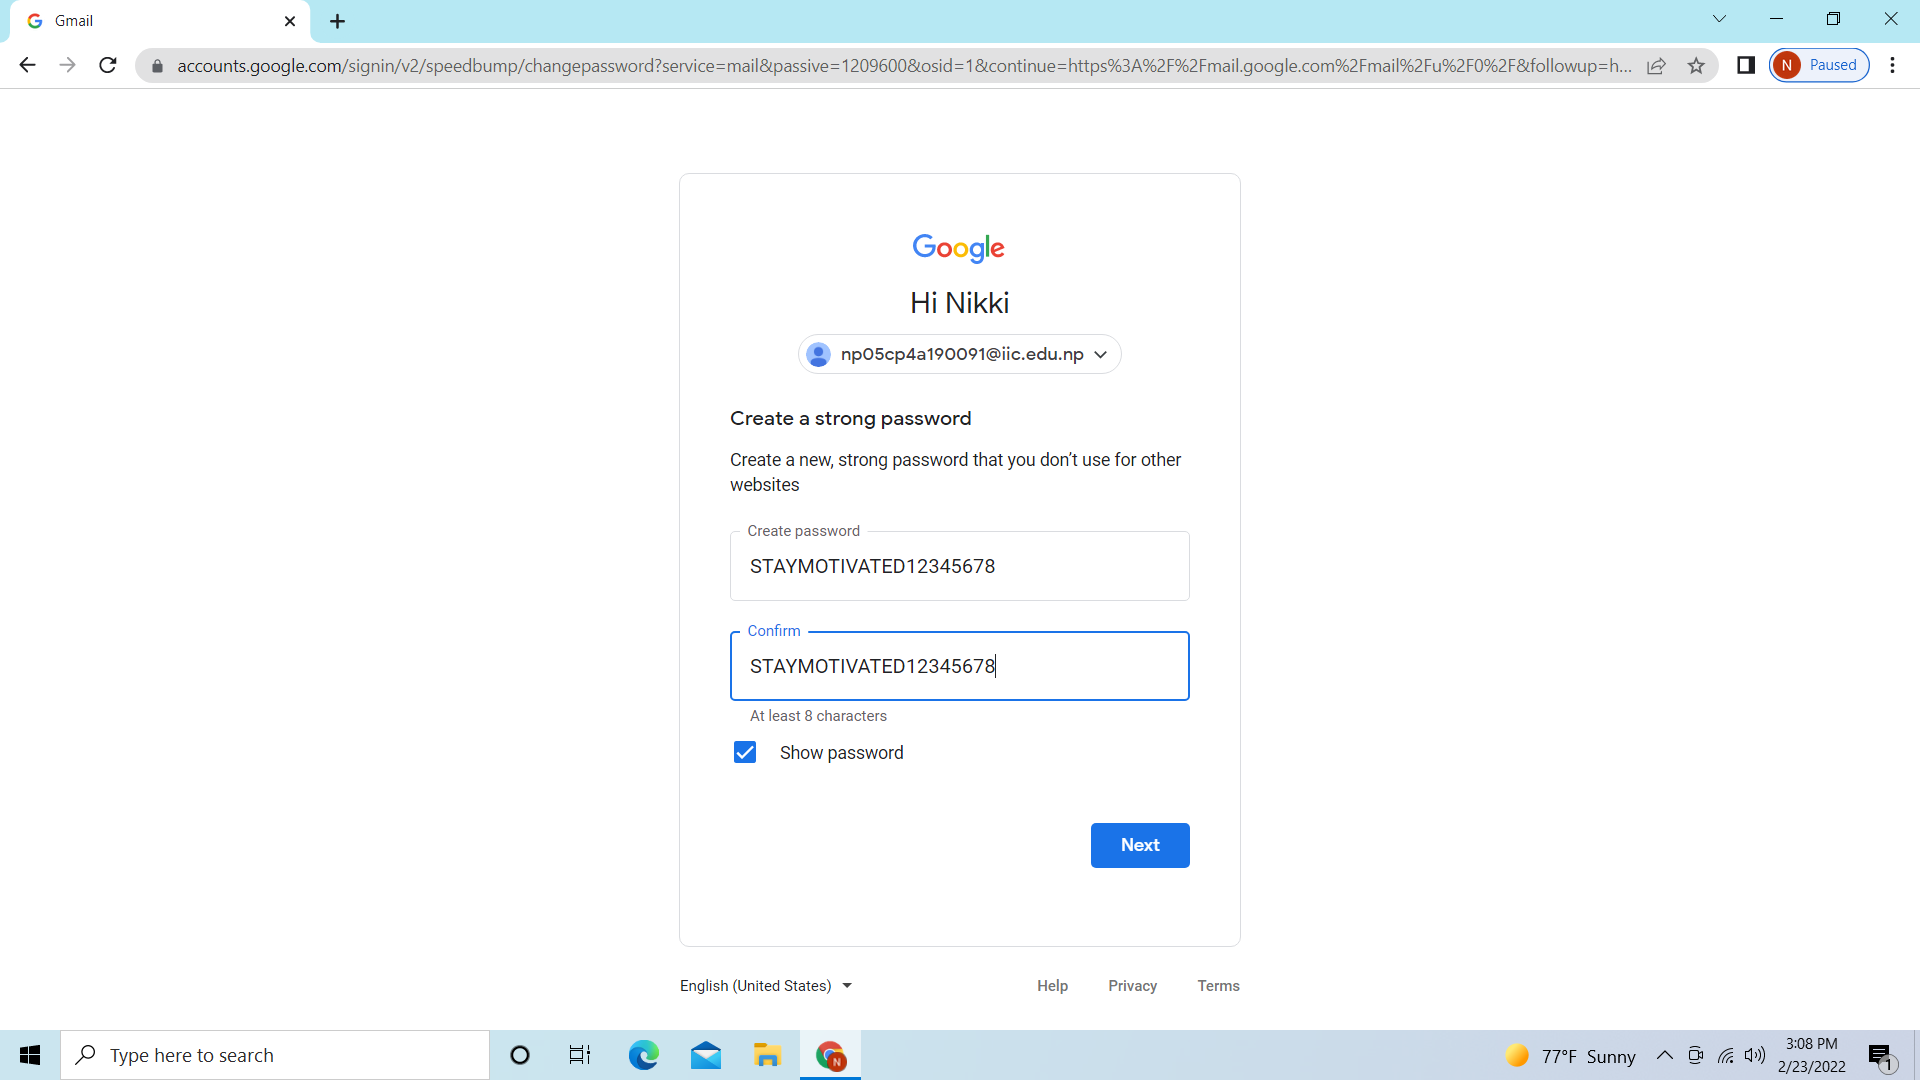 Gmail
accounts.google.com/signin/v2/speedbump/changepassword?service=mail&passive=1209600&osid=1&continue=https%3A%2F%2Fmail.google.com%2Fmail%2Fu%2F0%2F&followup=h...
N Paused
Google
Hi Nikki
np05cp4a190091@iic.edu.np
Create a strong password
Create a new, strong password that you don't use for other
websites
Create password
STAYMOTIVATED12345678
Confirm
STAYMOTIVATED12345678
At least 8 characters
Show password
Next
English (United States)
Help Privacy Terms
Type here to search
N
77°F Sunny
3:08 PM
2/23/2022
1